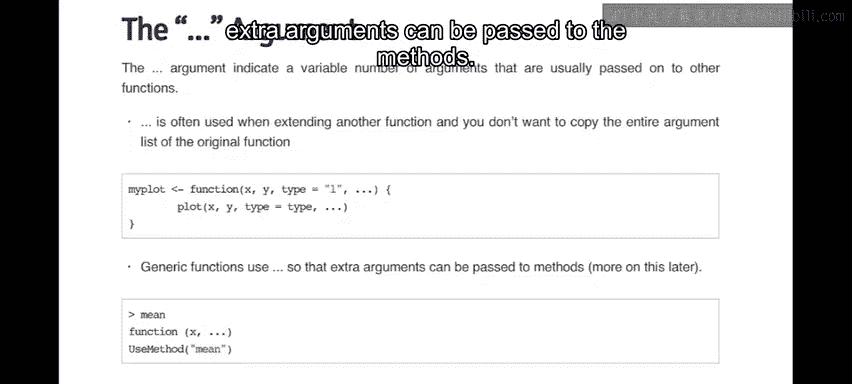 The “...” Argument
extra arguments can be passed to the
methods.
The ... argument indicate a variable number of arguments that are usually passed on to other
functions.
· ... is often used when extending another function and you don't want to copy the entire argument
list of the original function
myplot <- function(x, y, type = "l", ...) {
plot(x, y, type = type, ...)
}
· Generic functions use ... so that extra arguments can be passed to methods (more on this later).
> mean
function (x, ...)
UseMethod("mean")